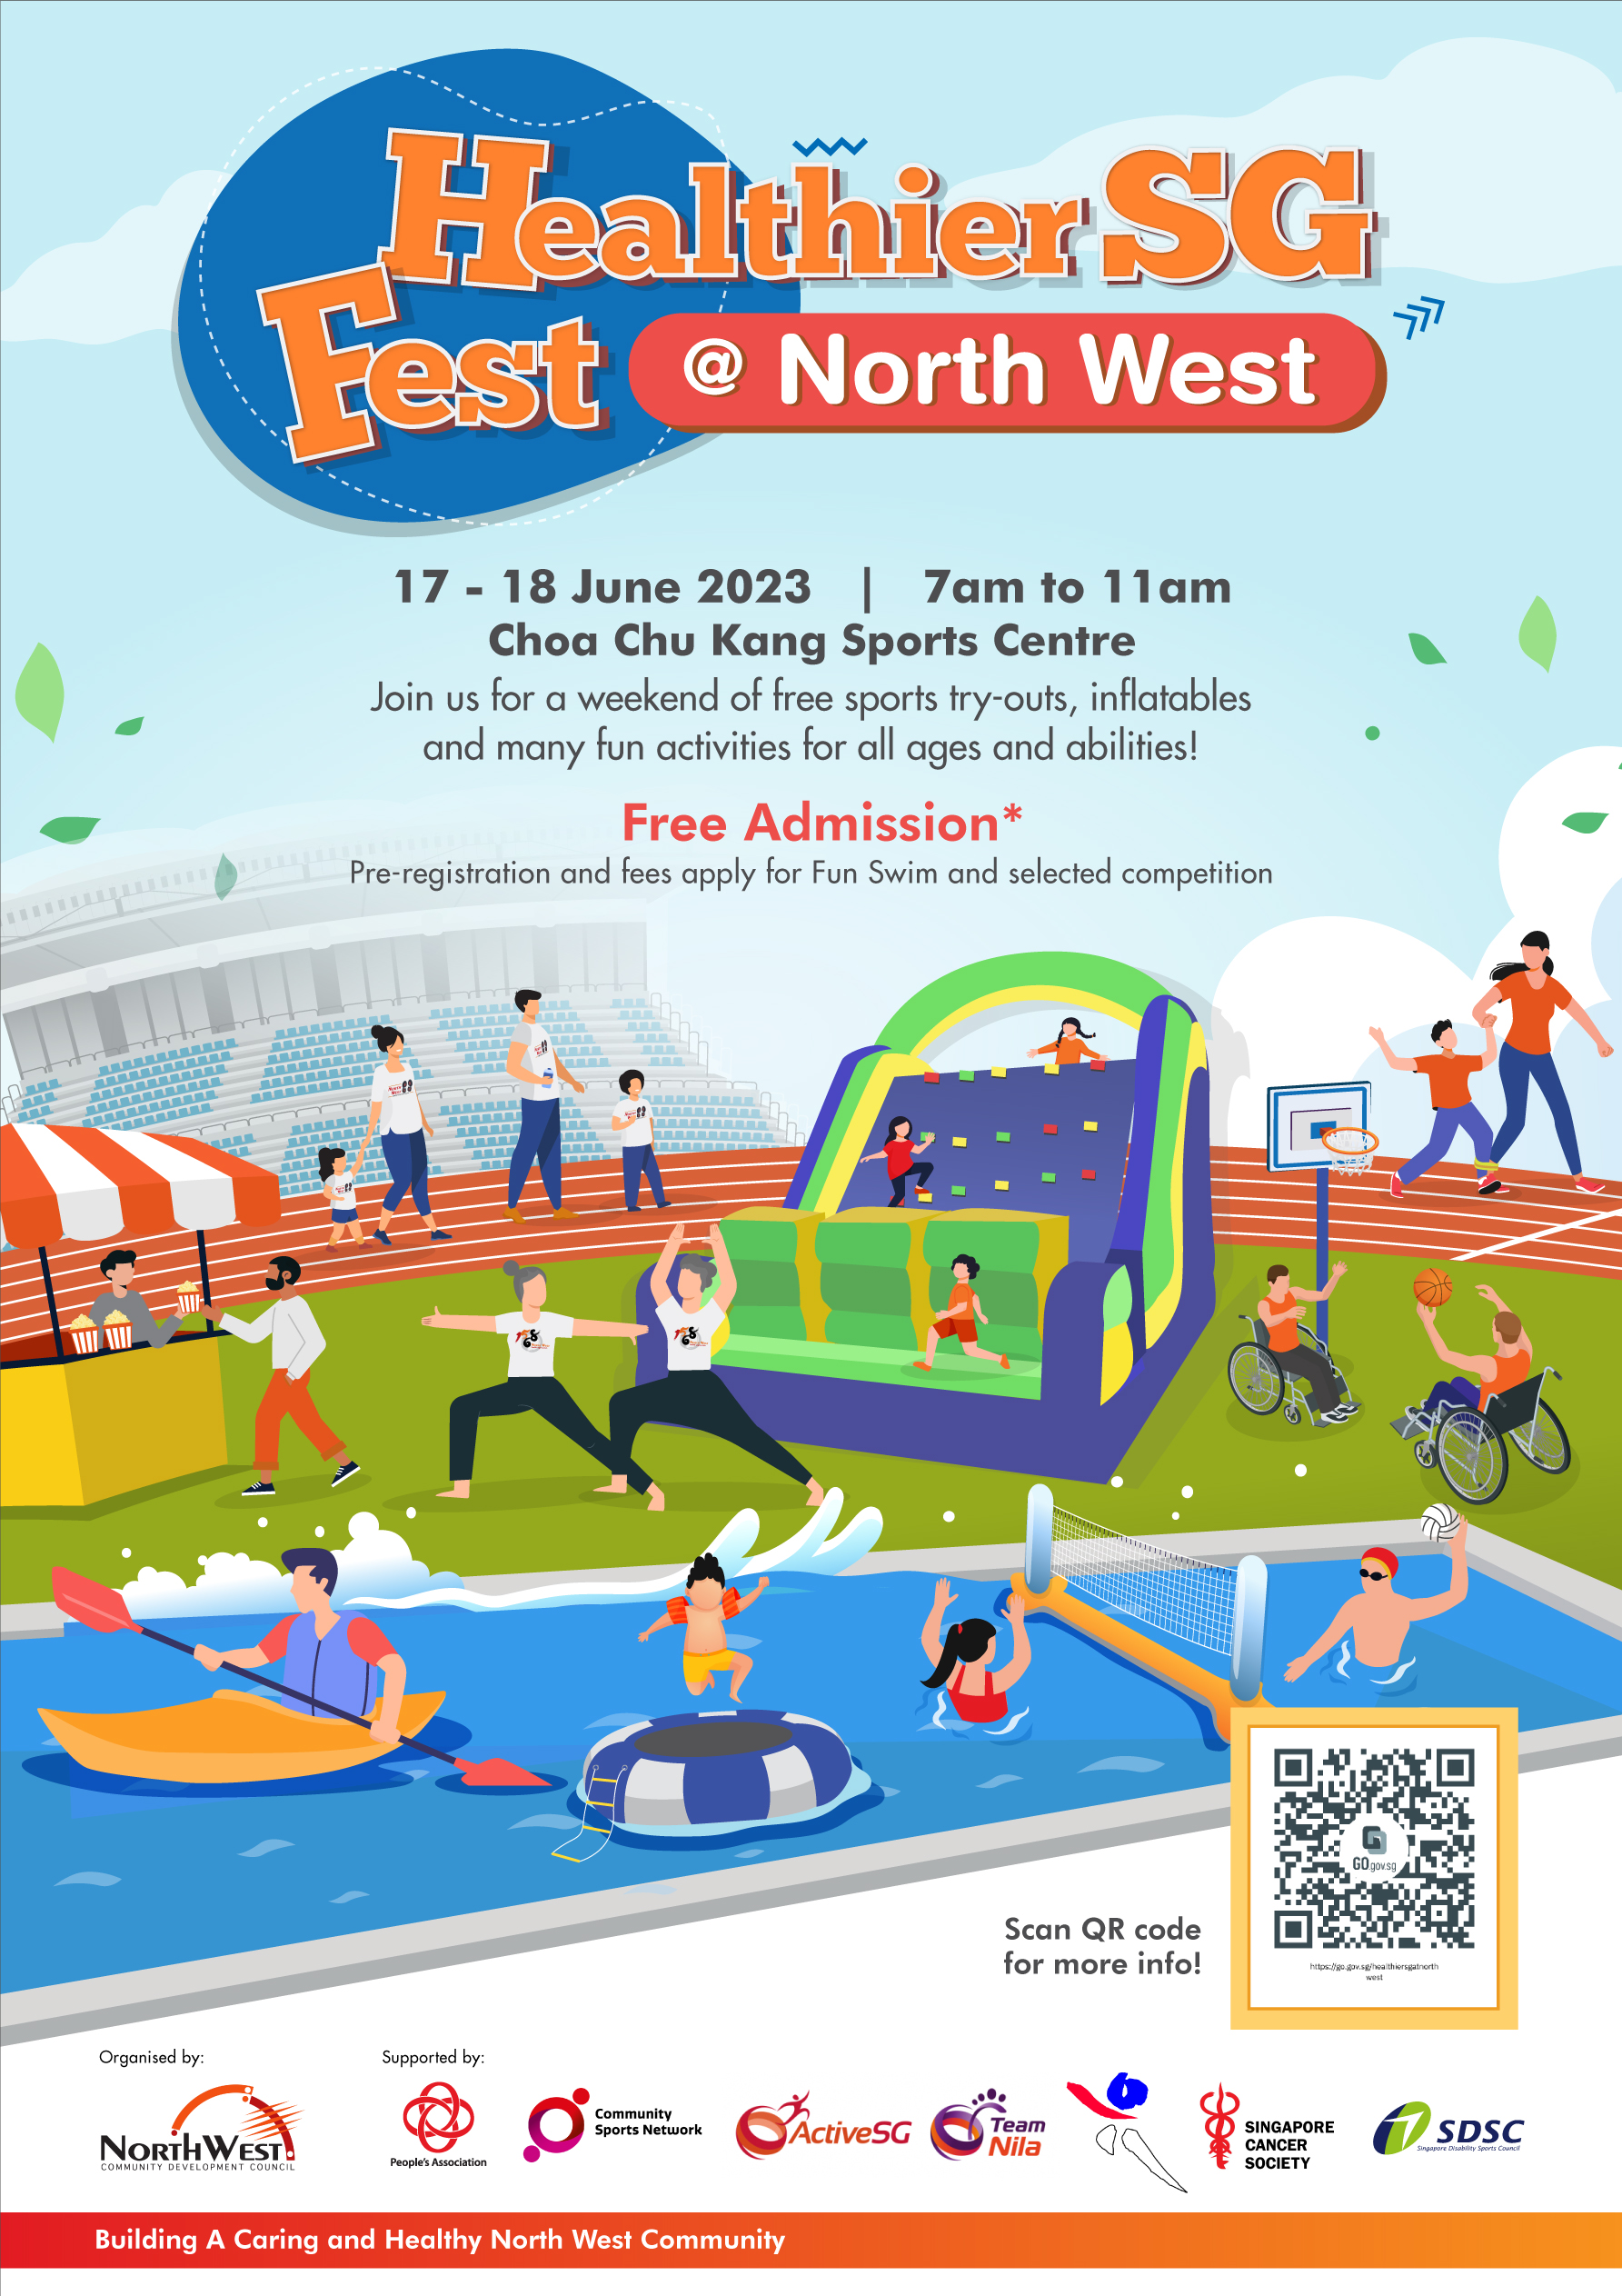 Healthier SG
Fest @ North West
17 - 18 June 2023 | 7am to 11am
Choa Chu Kang Sports Centre
Join us for a weekend of free sports try-outs, inflatables
and many fun activities for all ages and abilities!
Free Admission*
Pre-registration and fees apply for Fun Swim and selected competition
GO.gov.sg
https://go.gov.sg/healthiersgatnorth
west
Scan QR code
for more info!
Organised by:
Supported by:
NORTHWEST
COMMUNITY DEVELOPMENT COUNCIL
People's Association
Community
Sports Network
ActiveSG
Team
Nila
SINGAPORE
CANCER
SOCIETY
SDSC
Singapore Disability Sports Council
Building A Caring and Healthy North West Community